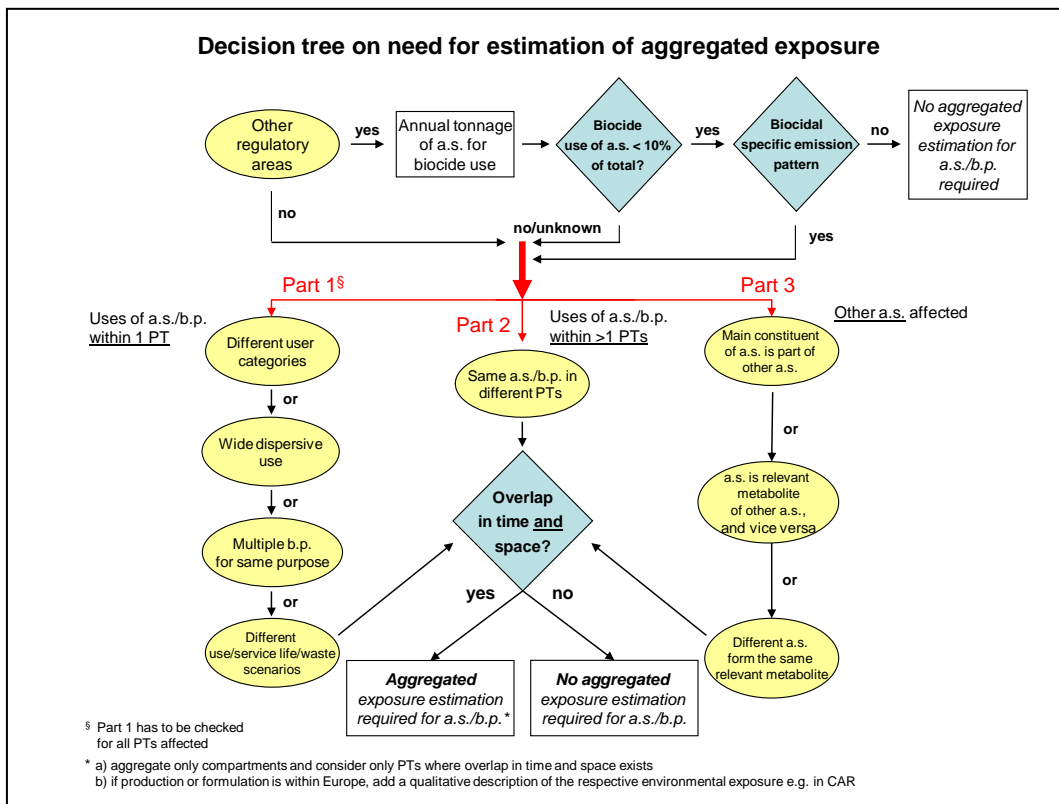 Decision tree on need for estimation of aggregated exposure
Other
regulatory
areas
yes
Annual tonnage
of a.s. for
biocide use
Biocide
use of a.s. < 10%
of total?
yes
Biocidal
specific emission
pattern
no
No aggregated
exposure
estimation for
a.s./b.p.
required
no
no/unknown
yes
Part 1§
Part 2
Part 3
Uses of a.s./b.p.
within 1 PT
Uses of a.s./b.p.
within >1 PTs
Other a.s. affected
Different user
categories
or
Wide dispersive
use
or
Multiple b.p.
for same purpose
or
Different
use/service life/waste
scenarios
Same a.s./b.p. in
different PTs
Overlap
in time and
space?
yes
no
Aggregated
exposure estimation
required for a.s./b.p.*
No aggregated
exposure estimation
required for a.s./b.p.
Main constituent
of a.s. is part of
other a.s.
or
a.s. is relevant
metabolite
of other a.s.,
and vice versa
or
Different a.s.
form the same
relevant metabolite
§ Part 1 has to be checked
for all PTs affected
* a) aggregate only compartments and consider only PTs where overlap in time and space exists
b) if production or formulation is within Europe, add a qualitative description of the respective environmental exposure e.g. in CAR